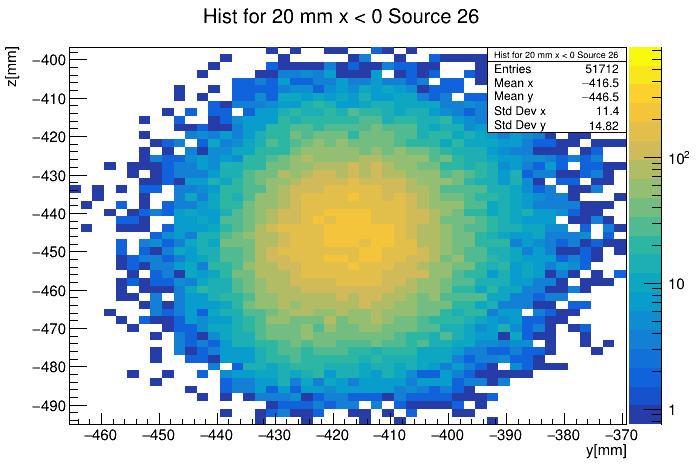 Hist for 20 mm x < 0 Source 26
z[mm]
Hist for 20 mm x < 0 Source 26
Entries 51712
Mean x −416.5
Mean y −446.5
Std Dev x 11.4
Std Dev y 14.82
−400
−410
−420
−430
−440
−450
−460
−470
−480
−490
−460 −450 −440 −430 −420 −410 −400 −390 −380 −370
y[mm]
10²
10
1